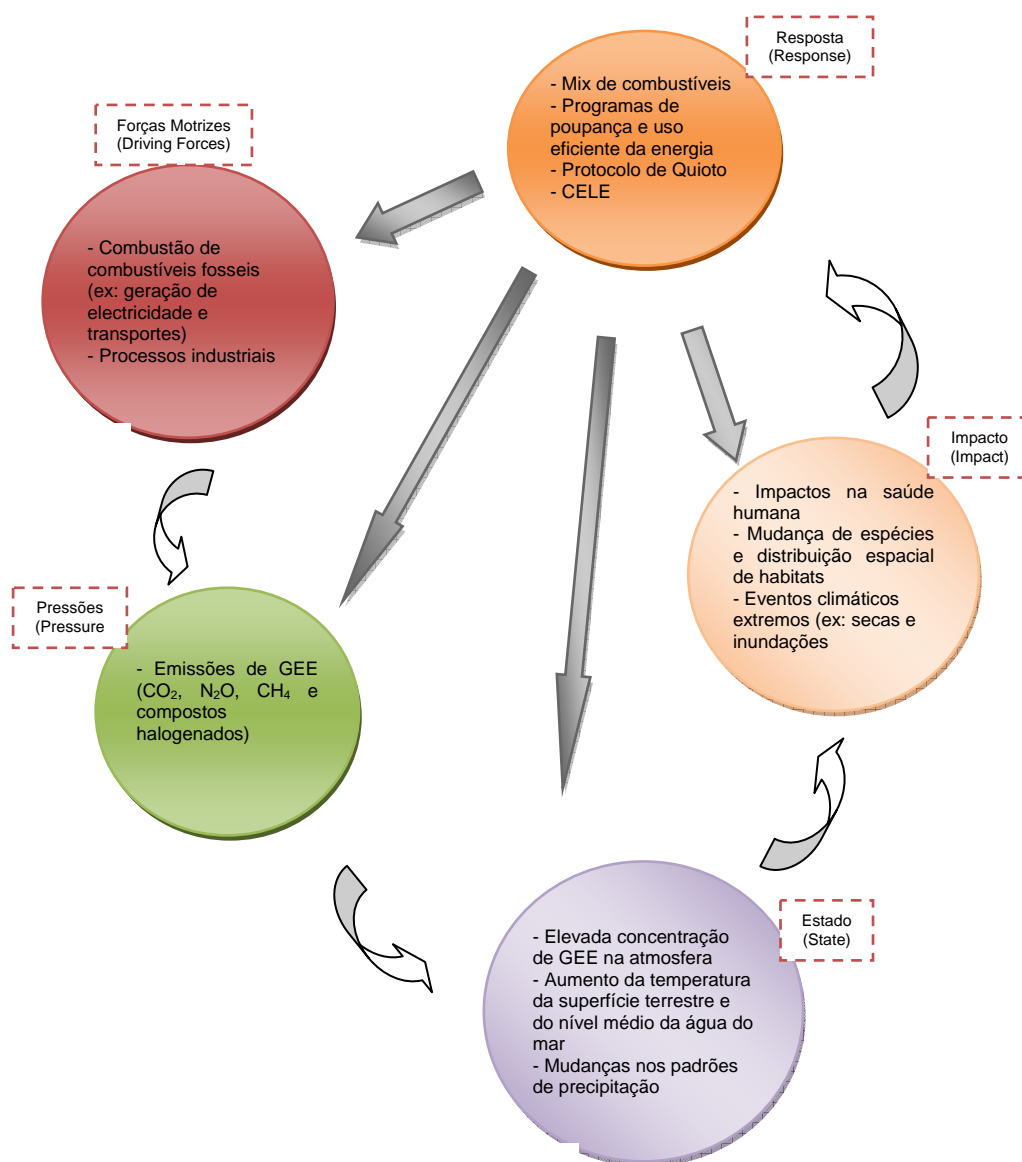 Resposta
(Response)
- Mix de combustíveis
- Programas de
poupança e uso
eficiente da energia
- Protocolo de Quioto
- CELE
Forças Motrizes
(Driving Forces)
- Combustão de
combustíveis fosseis
(ex: geração de
electricidade e
transportes)
- Processos industriais
Impacto
(Impact)
- Impactos na saúde
humana
- Mudança de espécies
e distribuição espacial
de habitats
- Eventos climáticos
extremos (ex: secas e
inundações
Pressões
(Pressure
- Emissões de GEE
(CO₂, N₂O, CH₄ e
compostos
halogenados)
Estado
(State)
- Elevada concentração
de GEE na atmosfera
- Aumento da temperatura
da superfície terrestre e
do nível médio da água do
mar
- Mudanças nos padrões
de precipitação